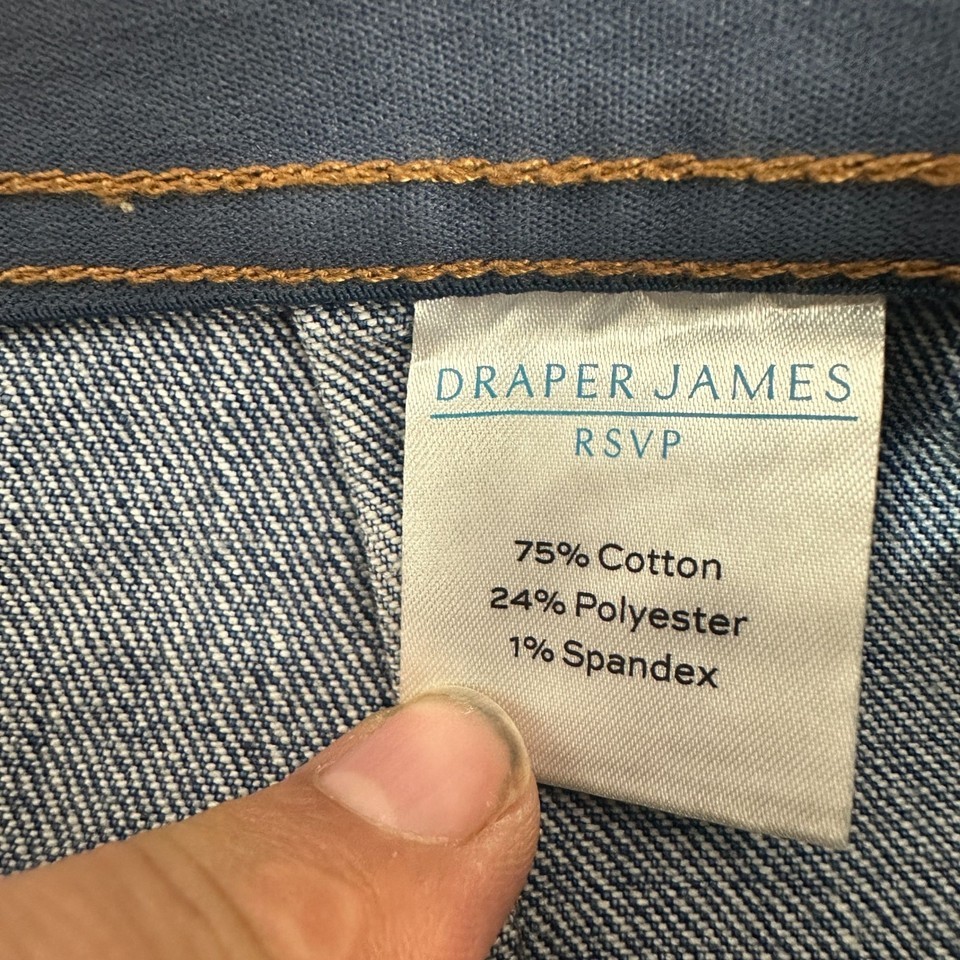 DRAPER JAMES
RSVP
75% Cotton
24% Polyester
1% Spandex